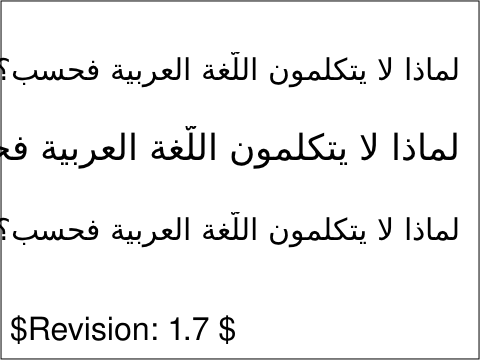 لماذا لا يتكلمون اللّغة العربية فحسب؟
لماذا لا يتكلمون اللّغة العربية
لماذا لا يتكلمون اللّغة العربية فحسب؟
$Revision: 1.7 $